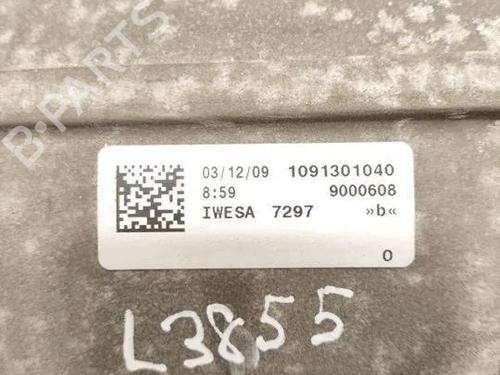 B-PARTS
03/12/09 1091301040
8:59 9000608
IWESA 7297 »b«
0
L3855